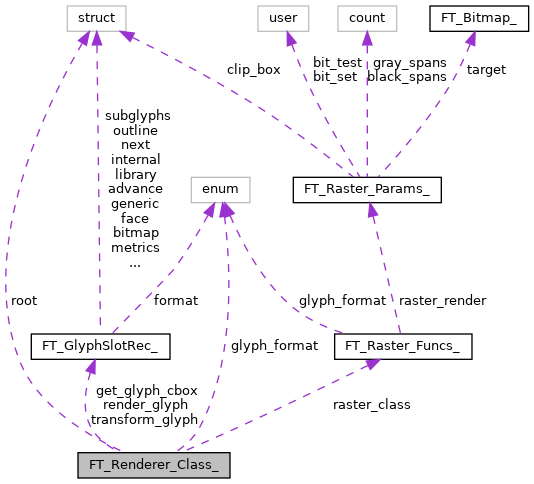 struct
user
count
FT_Bitmap_
clip_box
bit_test
bit_set
gray_spans
black_spans
target
subglyphs
outline
next
internal
library
advance
generic
face
bitmap
metrics
...
enum
FT_Raster_Params_
root
format
glyph_format
raster_render
FT_GlyphSlotRec_
glyph_format
FT_Raster_Funcs_
get_glyph_cbox
render_glyph
transform_glyph
raster_class
FT_Renderer_Class_